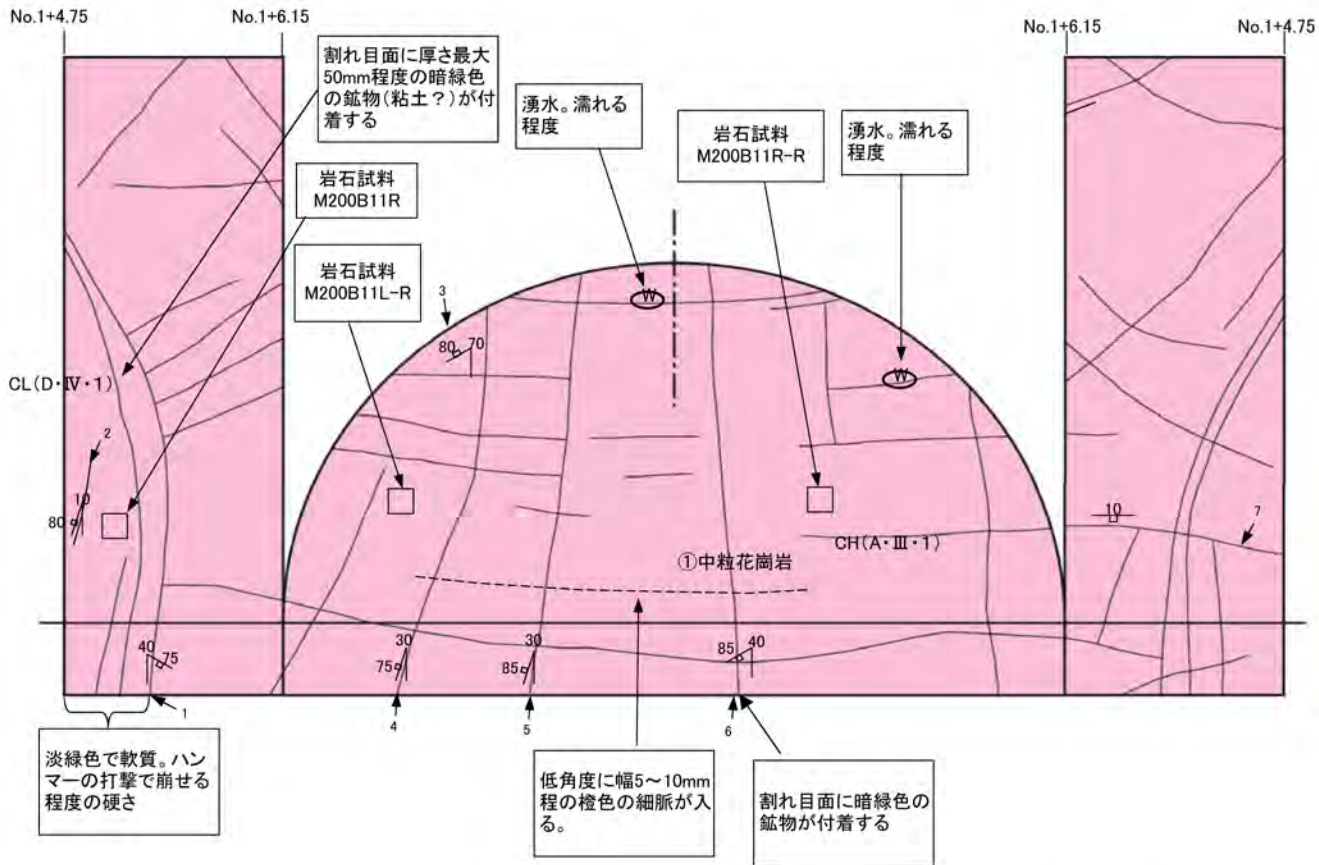 No.1+4.75
No.1+6.15
No.1+6.15
No.1+4.75
割れ目面に厚さ最大
50mm程度の暗緑色
の鉱物(粘土?)が付
着する
湧水。濡れる
程度
岩石試料
M200B11R-R
湧水。濡れる
程度
岩石試料
M200B11R
岩石試料
M200B11L-R
3
W
80
70
W
CL(D・Ⅳ・1)
2
10
80
10
7
CH(A・Ⅲ・1)
①中粒花崗岩
40
75
30
75
30
85
85
40
1
4
5
6
淡緑色で軟質。ハン
マーの打撃で崩せる
程度の硬さ
低角度に幅5~10mm
程の橙色の細脈が入
る。
割れ目面に暗緑色の
鉱物が付着する